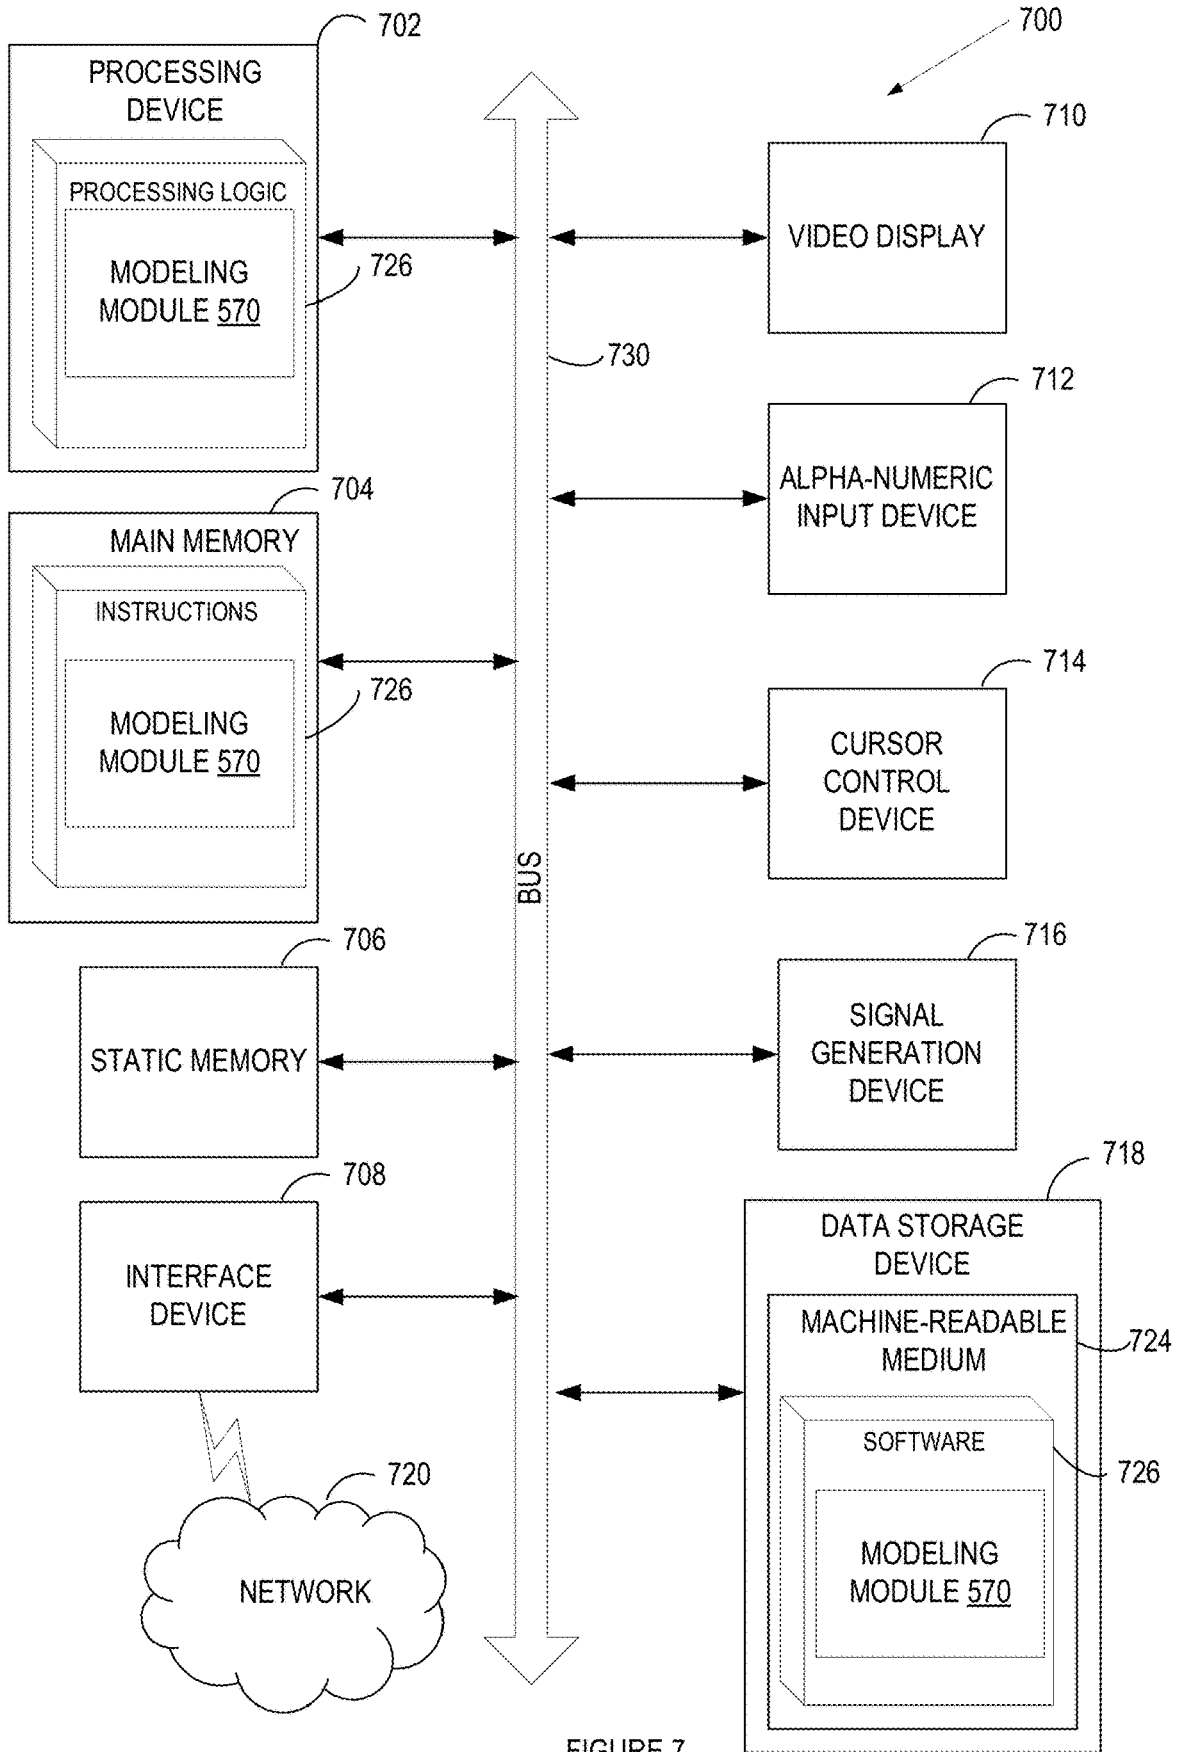 702
PROCESSING
DEVICE
PROCESSING LOGIC
MODELING
MODULE 570
726
704
MAIN MEMORY
INSTRUCTIONS
MODELING
MODULE 570
726
706
STATIC MEMORY
708
INTERFACE
DEVICE
720
NETWORK
BUS
730
700
710
VIDEO DISPLAY
712
ALPHA-NUMERIC
INPUT DEVICE
714
CURSOR
CONTROL
DEVICE
716
SIGNAL
GENERATION
DEVICE
718
DATA STORAGE
DEVICE
MACHINE-READABLE
MEDIUM
724
SOFTWARE
726
MODELING
MODULE 570
FIGURE 7